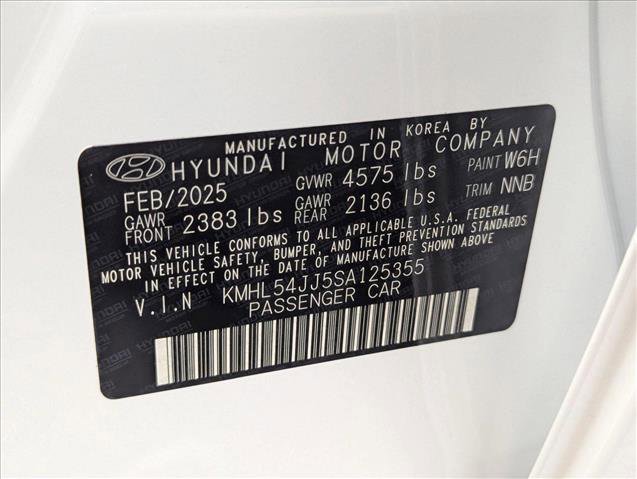 MANUFACTURED IN KOREA BY
HYUNDAI MOTOR COMPANY
FEB/2025 GVWR 4575 lbs PAINT W6H
GAWR FRONT 2383 lbs GAWR REAR 2136 lbs TRIM NNB
THIS VEHICLE CONFORMS TO ALL APPLICABLE U.S.A. FEDERAL
MOTOR VEHICLE SAFETY, BUMPER, AND THEFT PREVENTION STANDARDS
IN EFFECT ON THE DATE OF MANUFACTURE SHOWN ABOVE
V.I.N KMHL54JJ5SA125355
PASSENGER CAR